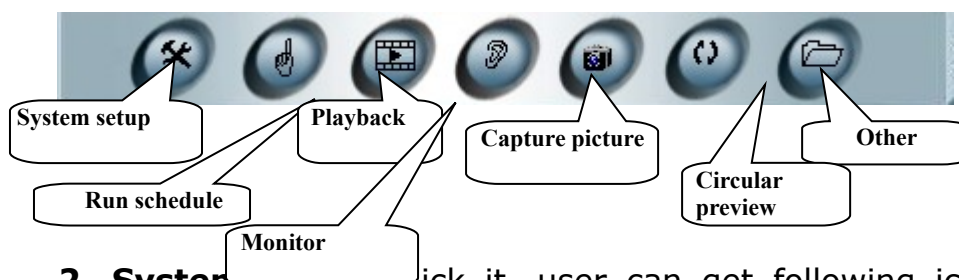 System setup
Playback
Capture picture
Other
Run schedule
Circular
preview
Monitor
2. System ick it, user can get following